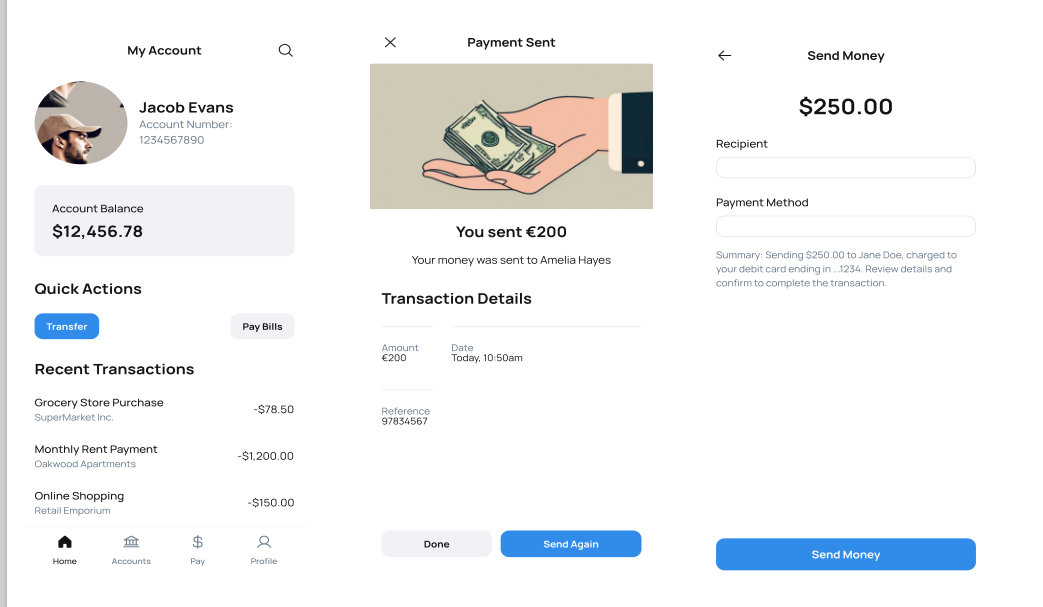 My Account
Jacob Evans
Account Number:
1234567890
Account Balance
$12,456.78
Quick Actions
Transfer
Pay Bills
Recent Transactions
Grocery Store Purchase
SuperMarket Inc.
-$78.50
Monthly Rent Payment
Oakwood Apartments
-$1,200.00
Online Shopping
Retail Emporium
-$150.00
Home
Accounts
Pay
Profile
Payment Sent
You sent €200
Your money was sent to Amelia Hayes
Transaction Details
Amount
€200
Date
Today, 10:50am
Reference
97834567
Done
Send Again
Send Money
$250.00
Recipient
Payment Method
Summary: Sending $250.00 to Jane Doe, charged to
your debit card ending in ...1234. Review details and
confirm to complete the transaction.
Send Money